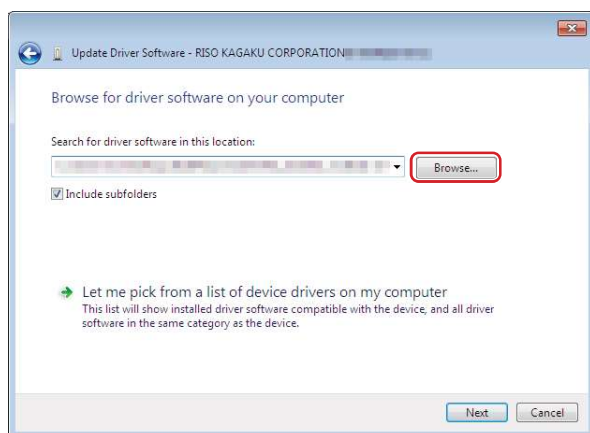 Update Driver Software - RISO KAGAKU CORPORATION
Browse for driver software on your computer
Search for driver software in this location:
Browse...
Include subfolders
Let me pick from a list of device drivers on my computer
This list will show installed driver software compatible with the device, and all driver
software in the same category as the device.
Next Cancel